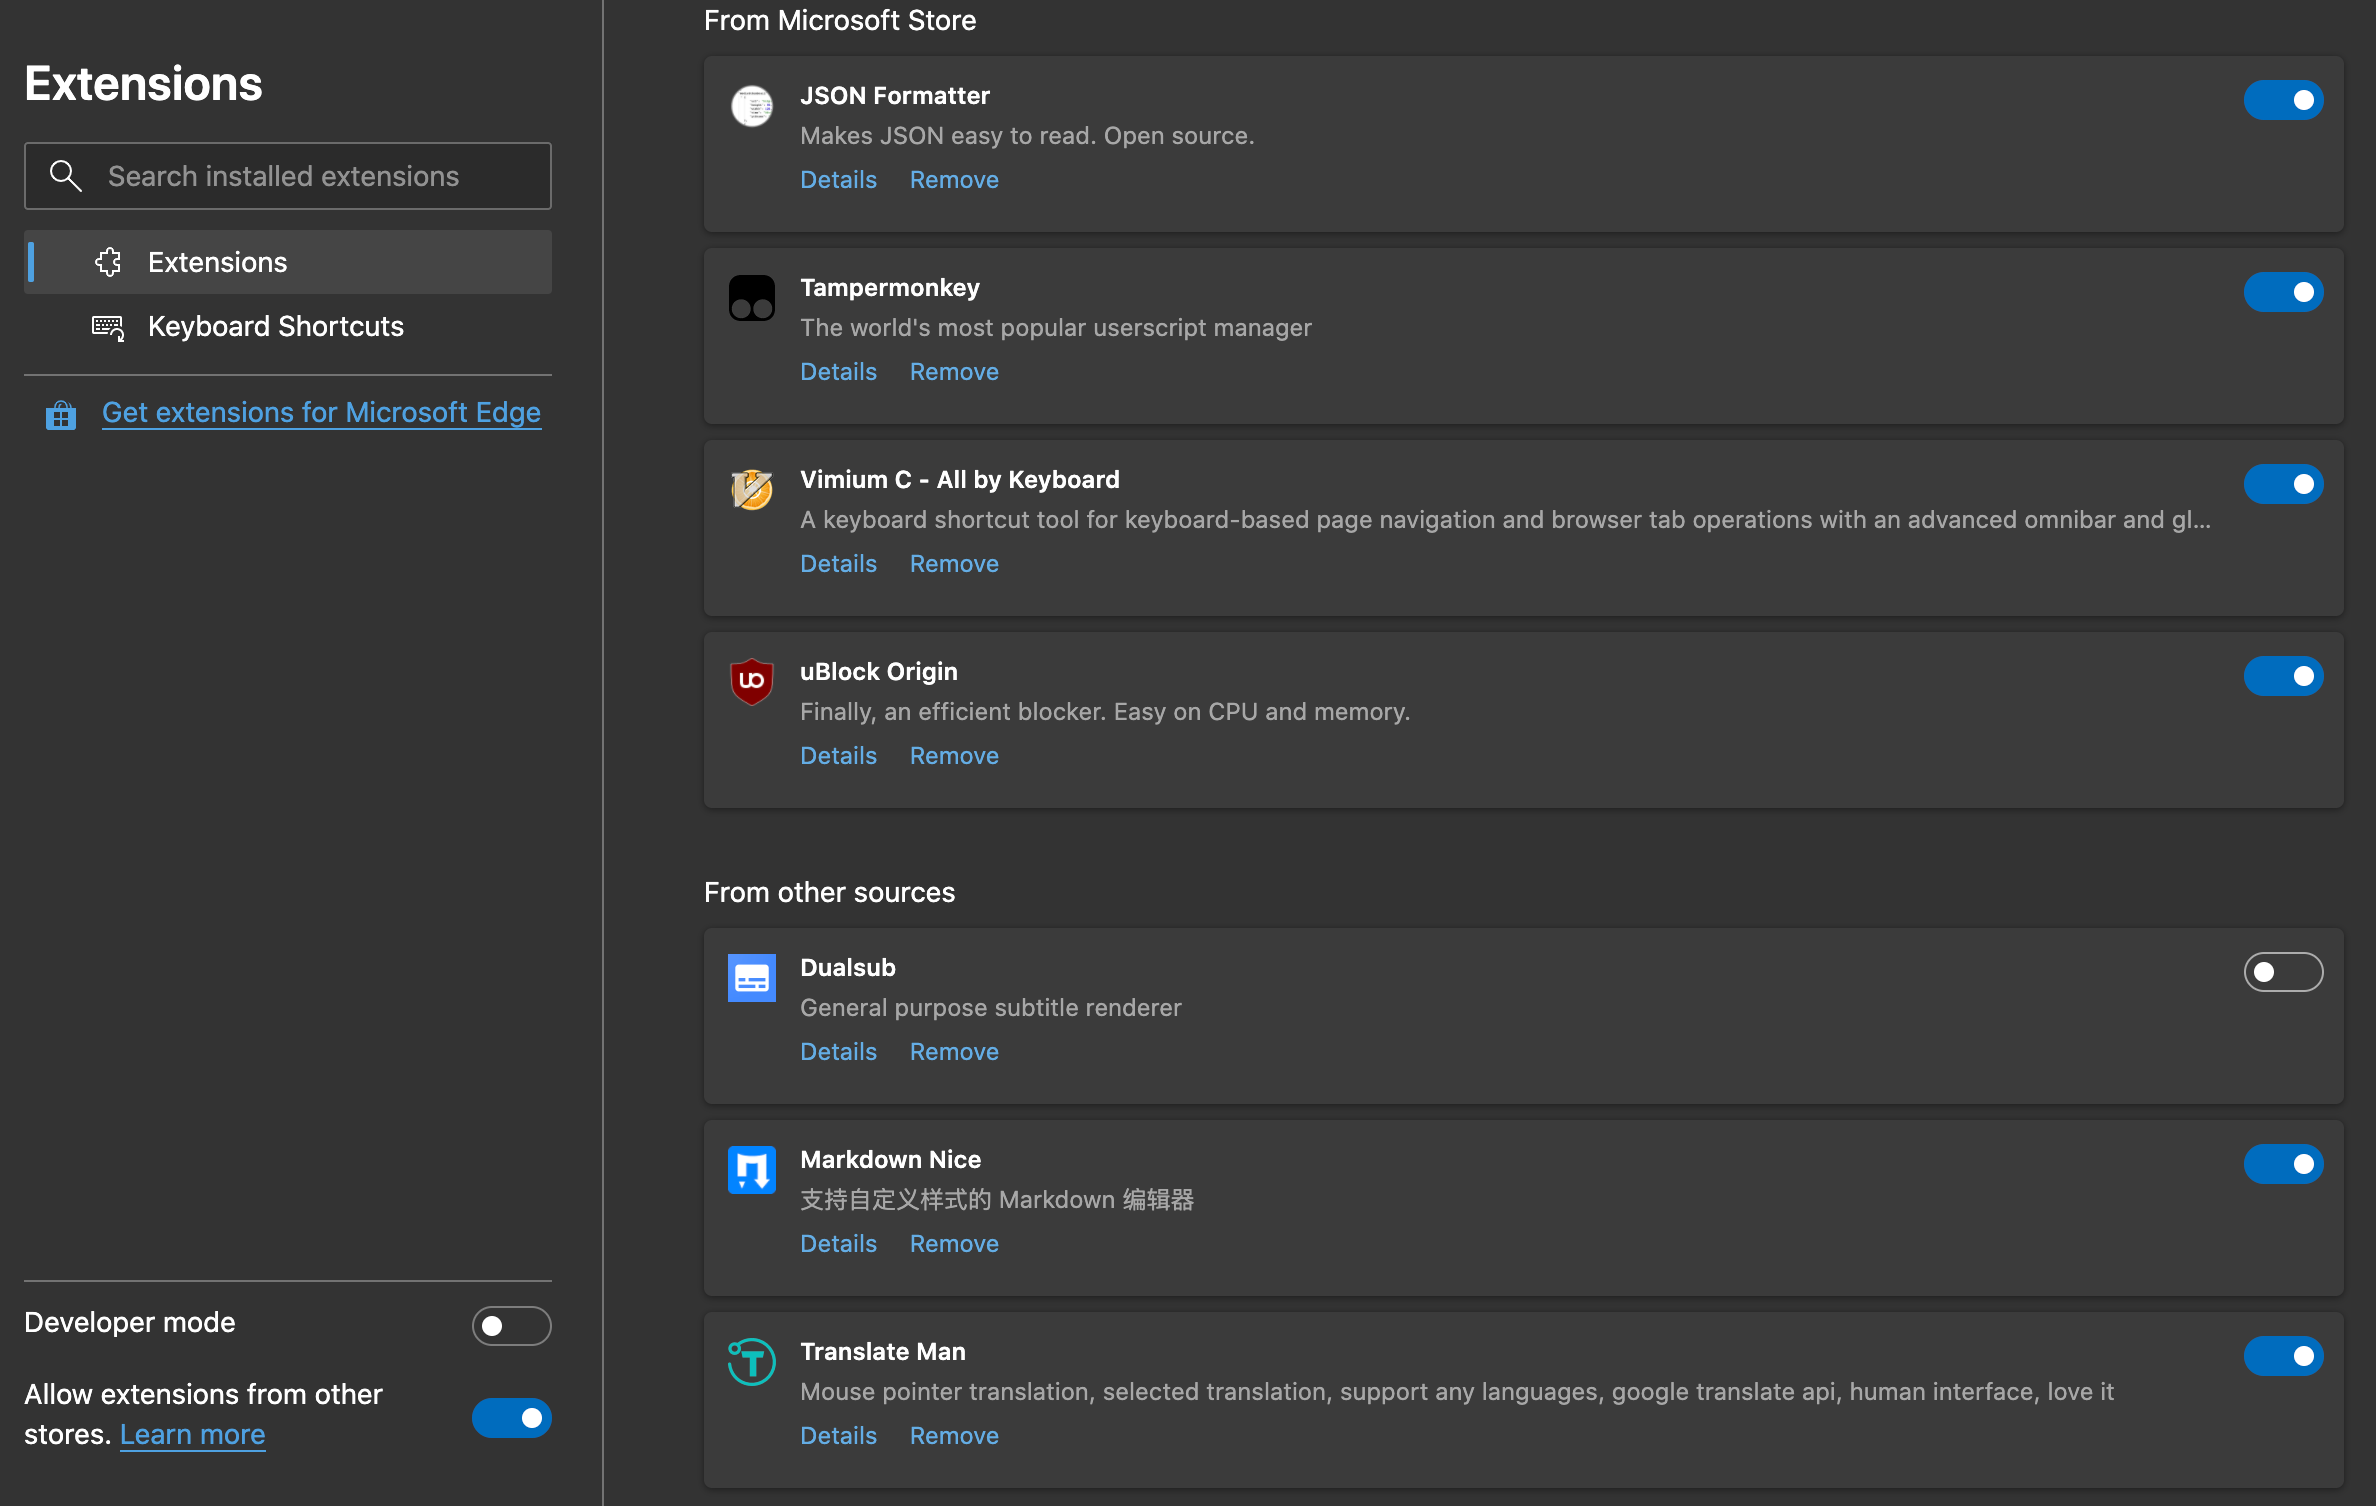 Extensions
Search installed extensions
Extensions
Keyboard Shortcuts
Get extensions for Microsoft Edge
Developer mode
Allow extensions from other
stores. Learn more
From Microsoft Store
JSON Formatter
Makes JSON easy to read. Open source.
Details Remove
Tampermonkey
The world's most popular userscript manager
Details Remove
Vimium C - All by Keyboard
A keyboard shortcut tool for keyboard-based page navigation and browser tab operations with an advanced omnibar and gl...
Details Remove
uBlock Origin
Finally, an efficient blocker. Easy on CPU and memory.
Details Remove
From other sources
Dualsub
General purpose subtitle renderer
Details Remove
Markdown Nice
支持自定义样式的 Markdown 编辑器
Details Remove
Translate Man
Mouse pointer translation, selected translation, support any languages, google translate api, human interface, love it
Details Remove